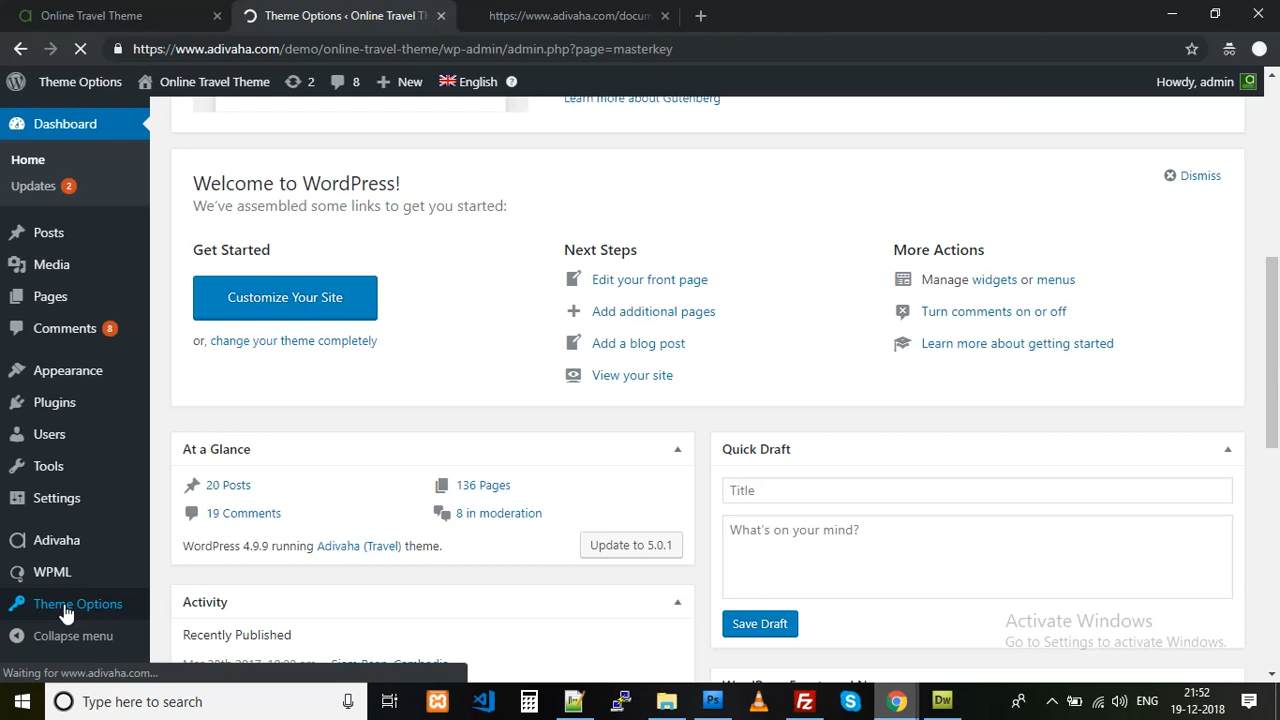 Online Travel Theme
Theme Options ‹ Online Travel T
https://www.adivaha.com/docum
https://www.adivaha.com/demo/online-travel-theme/wp-admin/admin.php?page=masterkey
Theme Options
Online Travel Theme
2
8
New
English
?
Howdy, admin
Dashboard
Home
Updates 2
Posts
Media
Pages
Comments 8
Appearance
Plugins
Users
Tools
Settings
Adivaha
WPML
Theme Options
Collapse menu
Learn more about Gutenberg
Welcome to WordPress!
Dismiss
We've assembled some links to get you started:
Get Started
Customize Your Site
or, change your theme completely
Next Steps
Edit your front page
Add additional pages
Add a blog post
View your site
More Actions
Manage widgets or menus
Turn comments on or off
Learn more about getting started
At a Glance
20 Posts
136 Pages
19 Comments
8 in moderation
WordPress 4.9.9 running Adivaha (Travel) theme.
Update to 5.0.1
Activity
Recently Published
Quick Draft
Title
What's on your mind?
Save Draft
Activate Windows
Go to Settings to activate Windows.
Waiting for www.adivaha.com...
Type here to search
Ps
Dw
ENG
21:52
19-12-2018